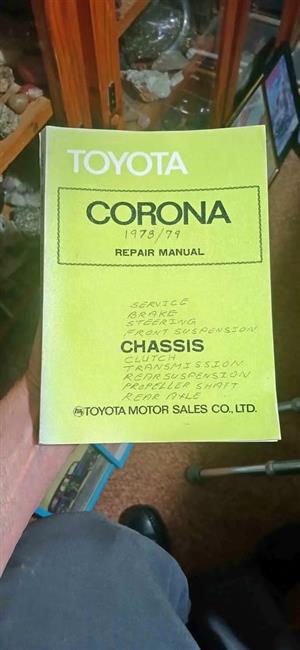 TOYOTA
CORONA
1978/79
REPAIR MANUAL
SERVICE
BRAKE
STEERING
FRONT SUSPENSION
CHASSIS
CLUTCH
TRANSMISSION
REAR SUSPENSION
PROPELLER SHAFT
REAR AXLE
TOYOTA MOTOR SALES CO., LTD.